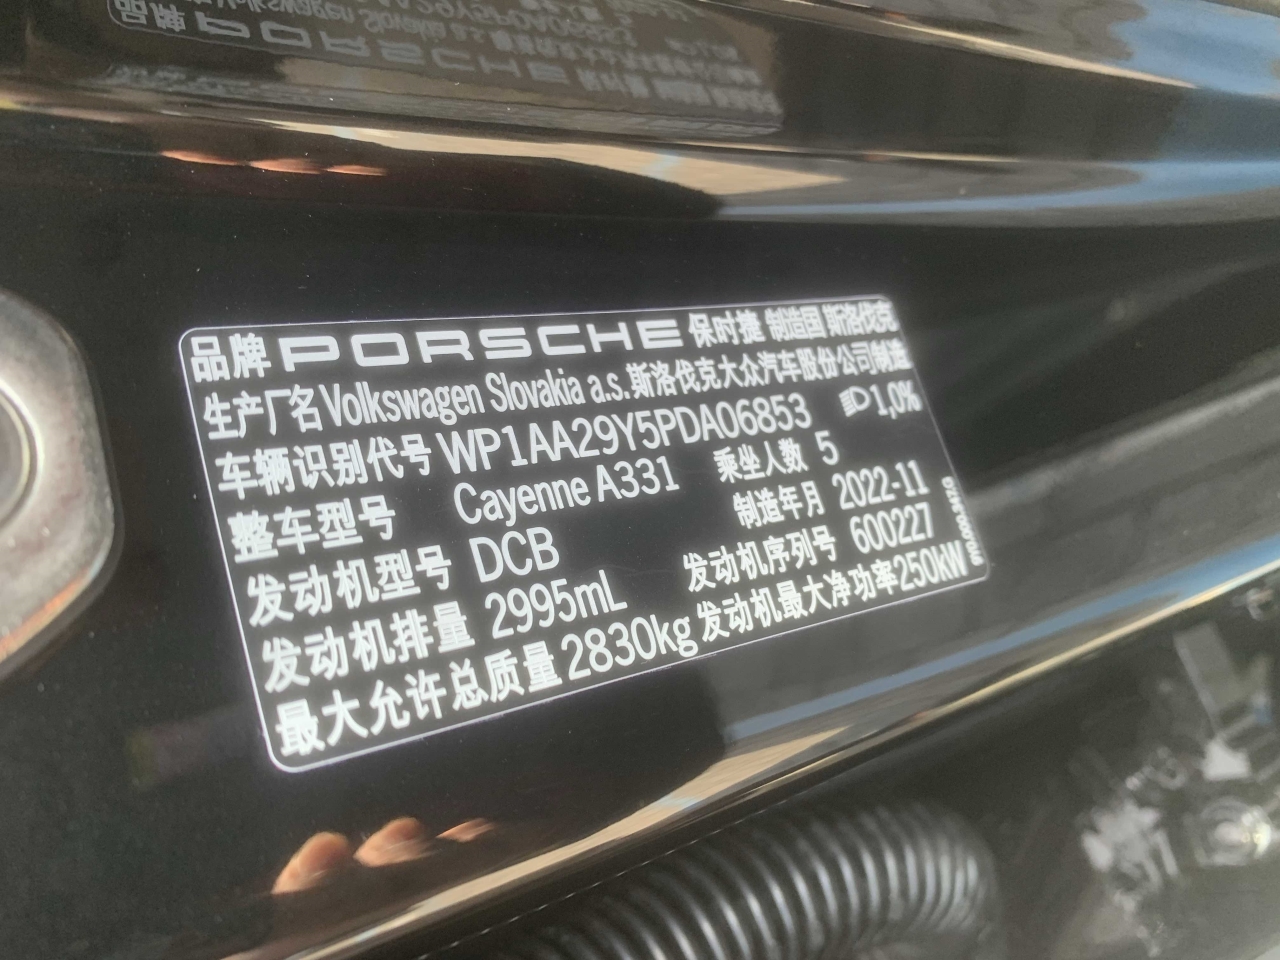 品牌 PORSCHE 保时捷 制造国 斯洛伐克
生产厂名 Volkswagen Slovakia a.s. 斯洛伐克大众汽车股份公司制造
车辆识别代号 WP1AA29Y5PDA06853 1,0%
整车型号 Cayenne A331 乘坐人数 5
发动机型号 DCB 制造年月 2022-11
发动机排量 2995mL 发动机序列号 600227
最大允许总质量 2830kg 发动机最大净功率 250kW